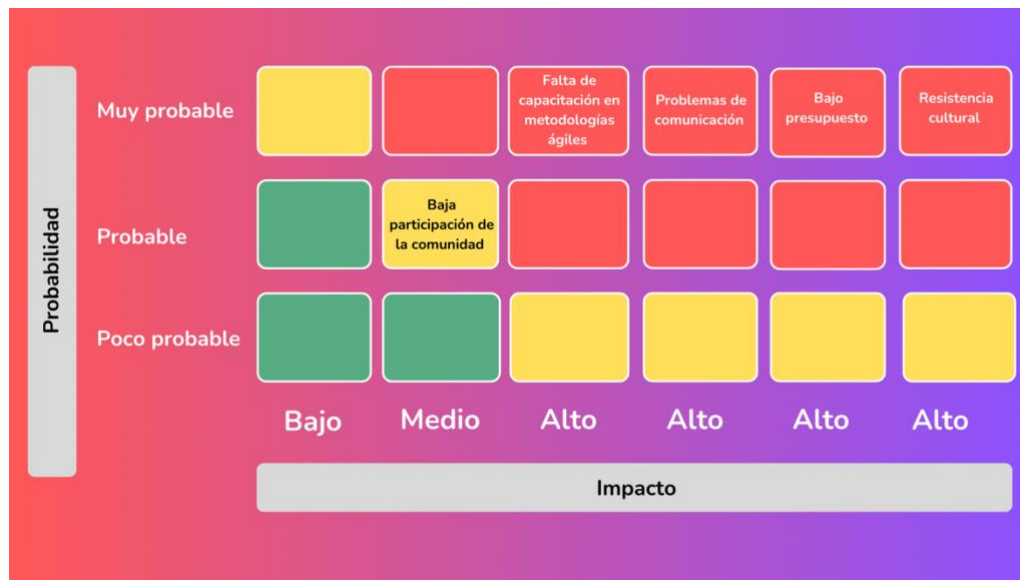 Probabilidad
Muy probable
Falta de
capacitación en
metodologías
ágiles
Problemas de
comunicación
Bajo
presupuesto
Resistencia
cultural
Probable
Baja
participación de
la comunidad
Poco probable
Bajo
Medio
Alto
Alto
Alto
Alto
Impacto